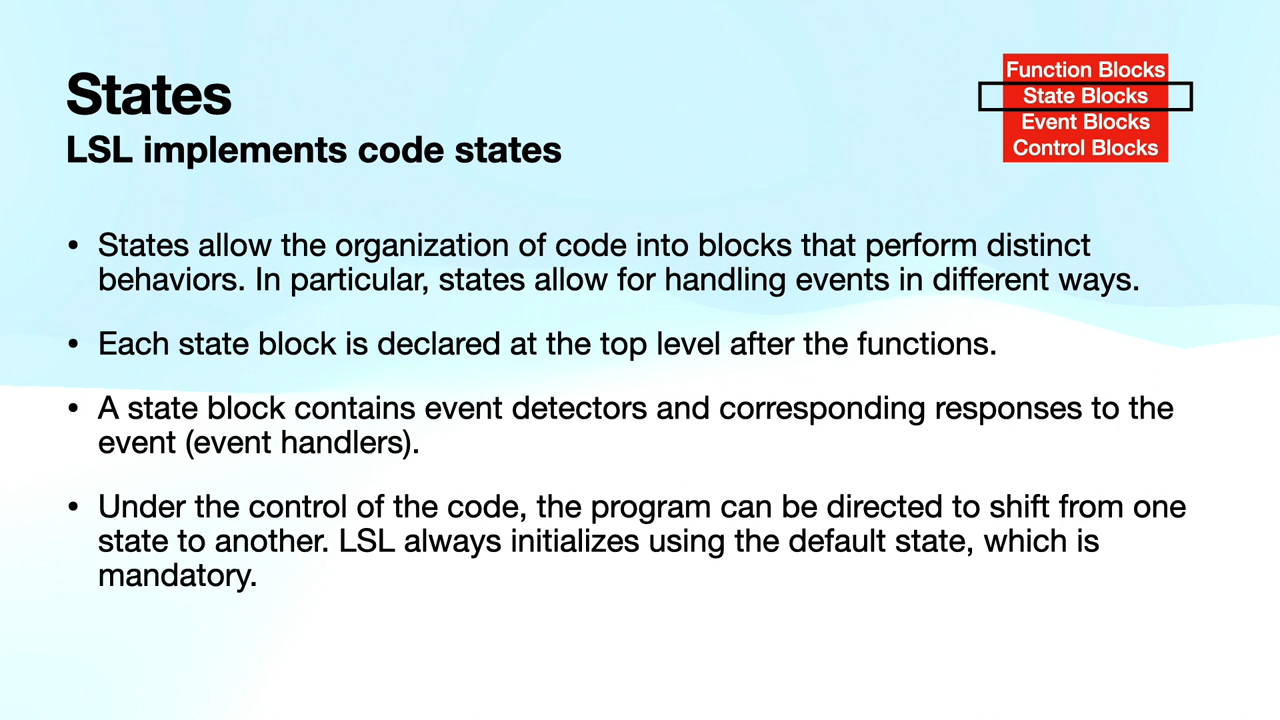 States
LSL implements code states
Function Blocks
State Blocks
Event Blocks
Control Blocks
• States allow the organization of code into blocks that perform distinct
behaviors. In particular, states allow for handling events in different ways.
• Each state block is declared at the top level after the functions.
• A state block contains event detectors and corresponding responses to the
event (event handlers).
• Under the control of the code, the program can be directed to shift from one
state to another. LSL always initializes using the default state, which is
mandatory.